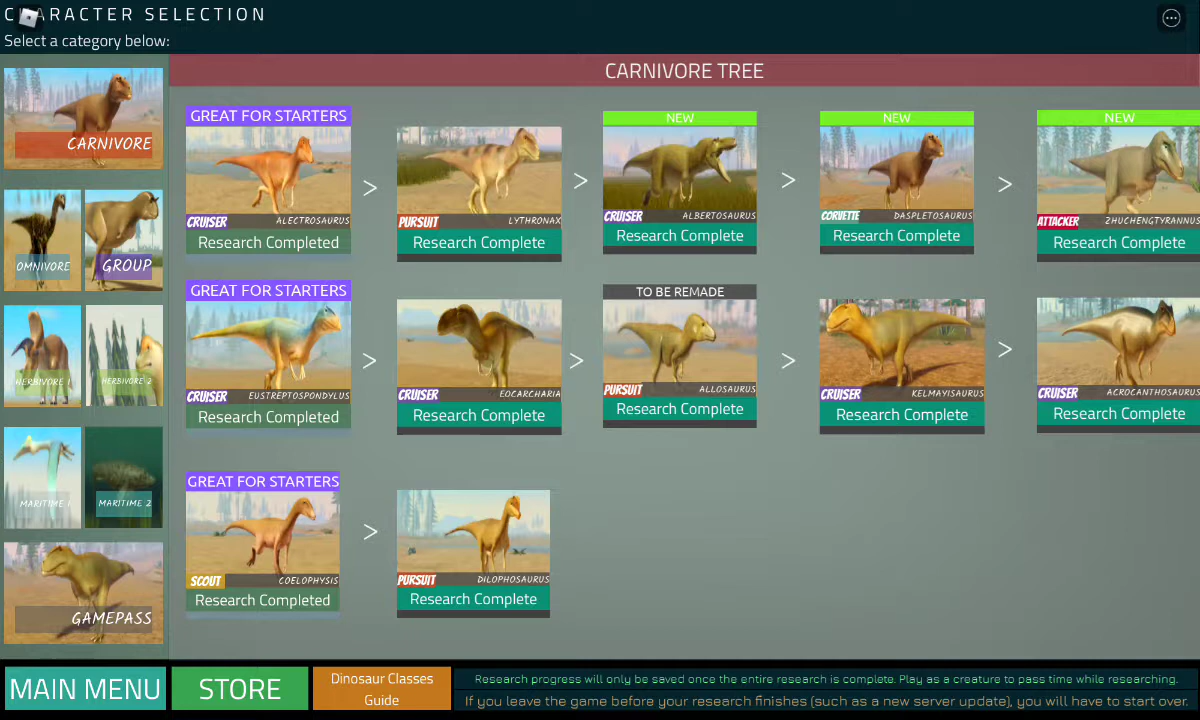 CHARACTER SELECTION
Select a category below:
CARNIVORE TREE
CARNIVORE
OMNIVORE
GROUP
HERBIVORE 1
HERBIVORE 2
MARITIME 1
MARITIME 2
GAMEPASS
GREAT FOR STARTERS
CRUISER ALECTROSAURUS
Research Completed
>
PURSUIT LYTHRONAX
Research Complete
>
NEW
CRUISER ALBERTOSAURUS
Research Complete
>
NEW
CORVETTE DASPLETOSAURUS
Research Complete
>
NEW
ATTACKER ZHUCHENGTYRANNUS
Research Complete
GREAT FOR STARTERS
CRUISER EUSTREPTOSPONDYLUS
Research Completed
>
CRUISER EOCARCHARIA
Research Complete
>
TO BE REMADE
PURSUIT ALLOSAURUS
Research Complete
>
CRUISER KELMAYISAURUS
Research Complete
>
CRUISER ACROCANTHOSAURUS
Research Complete
GREAT FOR STARTERS
SCOUT COELOPHYSIS
Research Completed
>
PURSUIT DILOPHOSAURUS
Research Complete
MAIN MENU
STORE
Dinosaur Classes
Guide
Research progress will only be saved once the entire research is complete. Play as a creature to pass time while researching.
If you leave the game before your research finishes (such as a new server update), you will have to start over.